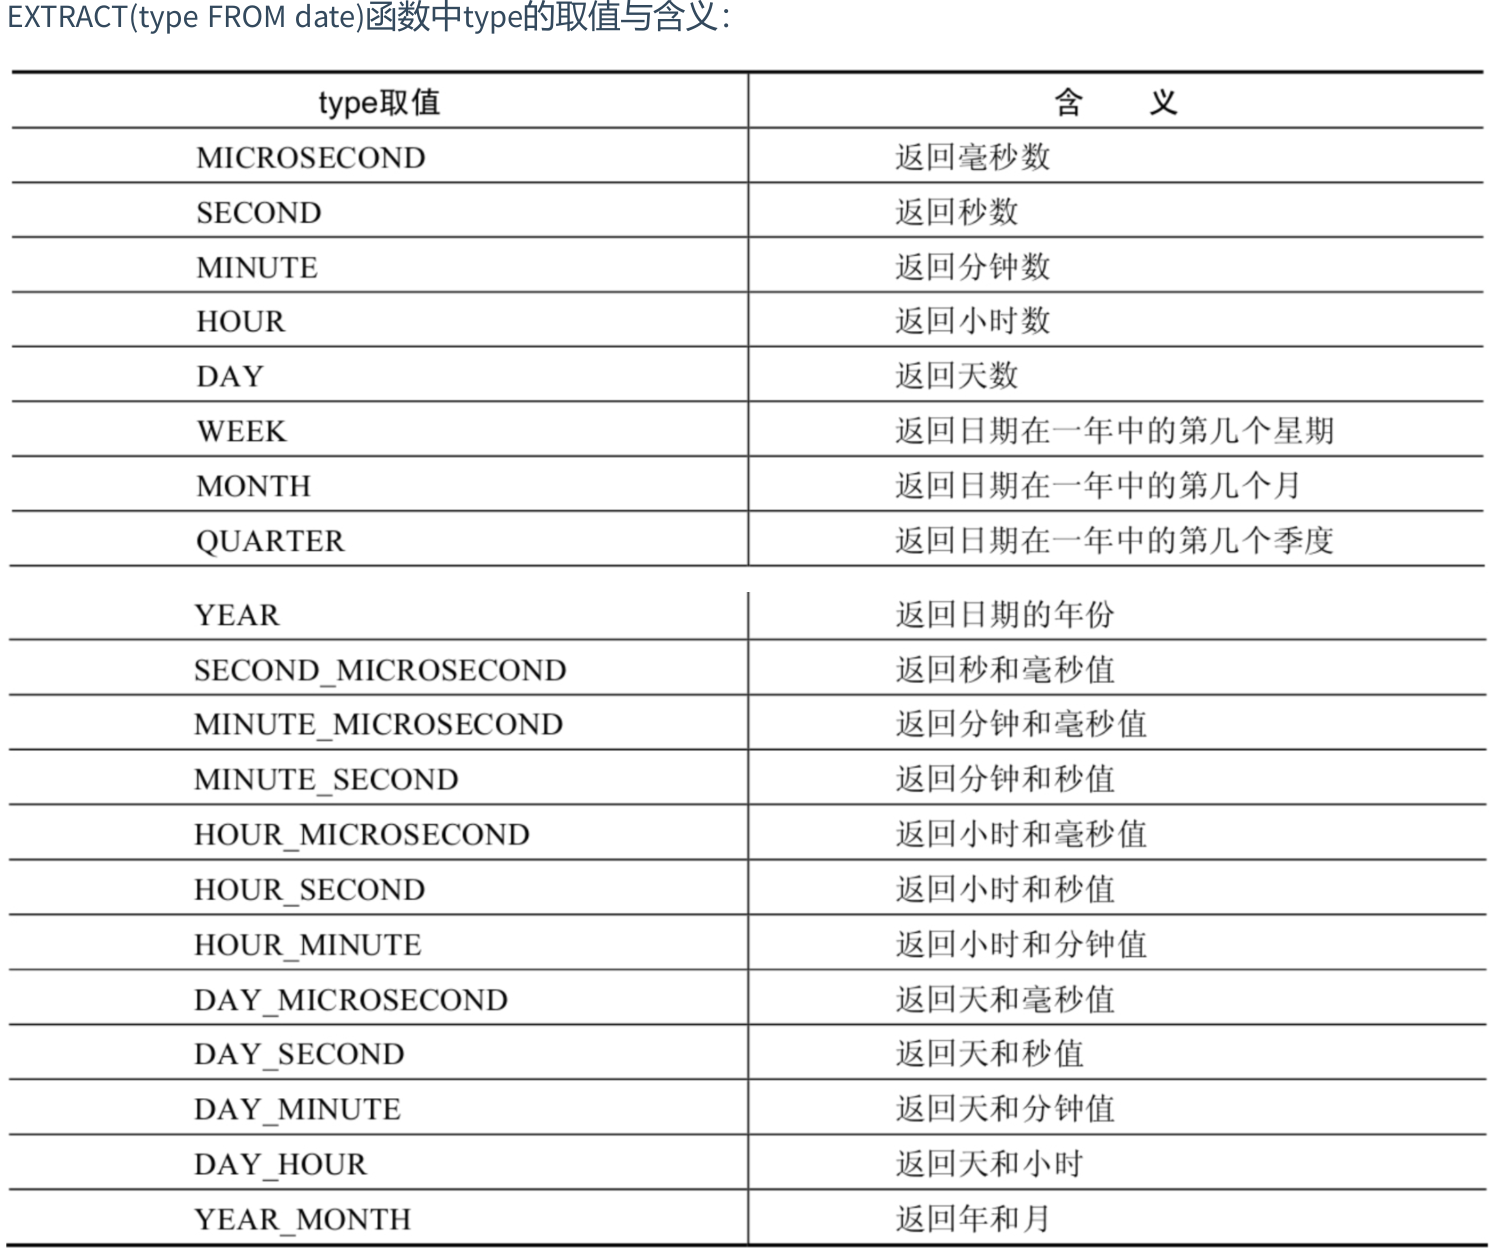 EXTRACT(type FROM date)函数中type的取值与含义：
type取值 含 义
MICROSECOND 返回毫秒数
SECOND 返回秒数
MINUTE 返回分钟数
HOUR 返回小时数
DAY 返回天数
WEEK 返回日期在一年中的第几个星期
MONTH 返回日期在一年中的第几个月
QUARTER 返回日期在一年中的第几个季度
YEAR 返回日期的年份
SECOND_MICROSECOND 返回秒和毫秒值
MINUTE_MICROSECOND 返回分钟和毫秒值
MINUTE_SECOND 返回分钟和秒值
HOUR_MICROSECOND 返回小时和毫秒值
HOUR_SECOND 返回小时和秒值
HOUR_MINUTE 返回小时和分钟值
DAY_MICROSECOND 返回天和毫秒值
DAY_SECOND 返回天和秒值
DAY_MINUTE 返回天和分钟值
DAY_HOUR 返回天和小时
YEAR_MONTH 返回年和月